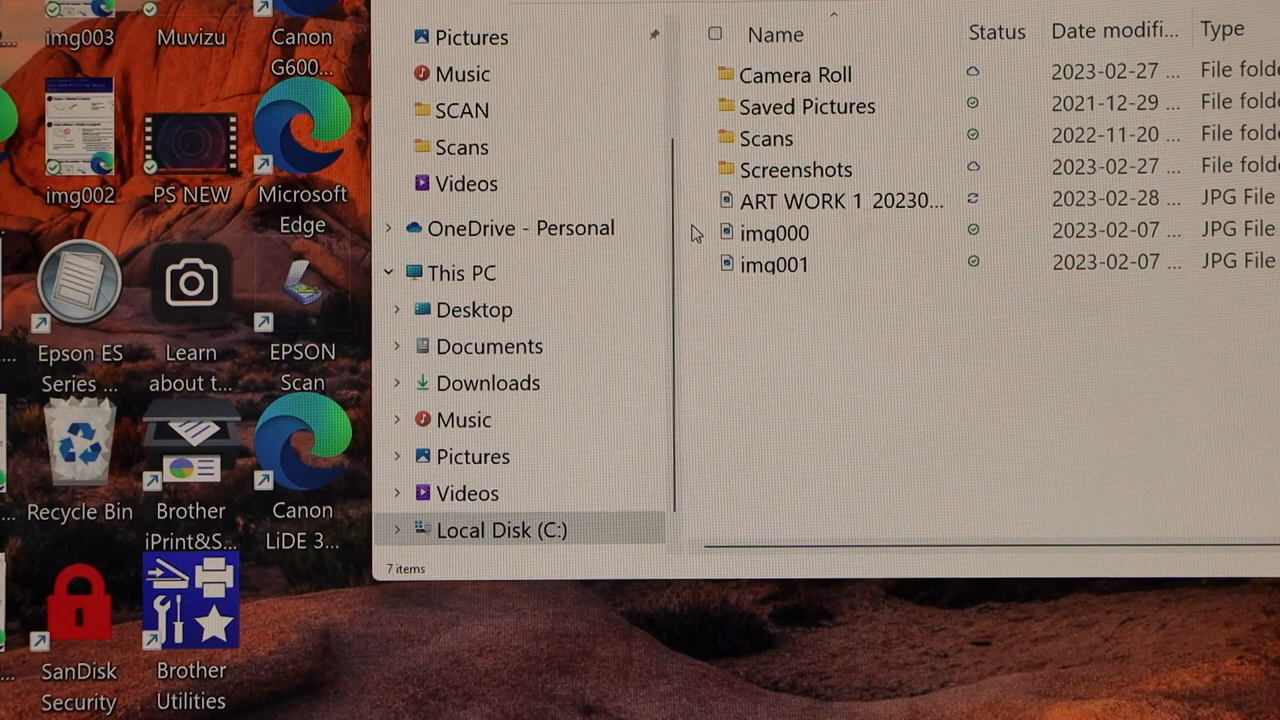 img003
Muvizu
Canon
G600...
img002
PS NEW
Microsoft
Edge
Epson ES
Series ...
Learn
about t...
EPSON
Scan
Recycle Bin
Brother
iPrint&S...
Canon
LiDE 3...
SanDisk
Security
Brother
Utilities
Pictures
Music
SCAN
Scans
Videos
OneDrive - Personal
This PC
Desktop
Documents
Downloads
Music
Pictures
Videos
Local Disk (C:)
7 items
Name Status Date modifi... Type
Camera Roll 2023-02-27 ... File folde
Saved Pictures 2021-12-29 ... File folde
Scans 2022-11-20 ... File folde
Screenshots 2023-02-27 ... File folde
ART WORK 1_20230... 2023-02-28 ... JPG File
img000 2023-02-07 ... JPG File
img001 2023-02-07 ... JPG File